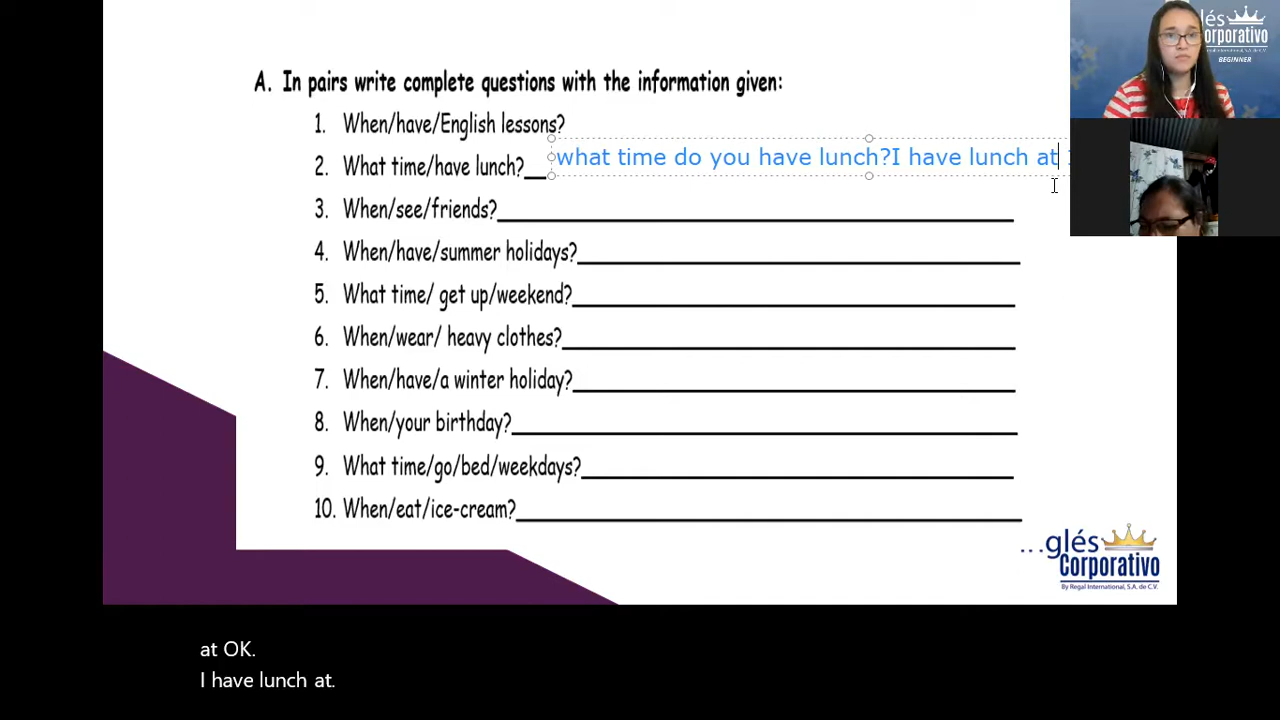 glés
Corporativo
BEGINNER
A. In pairs write complete questions with the information given:
1. When/have/English lessons?
what time do you have lunch?I have lunch at
2. What time/have lunch?__
3. When/see/friends?
4. When/have/summer holidays?
5. What time/ get up/weekend?
6. When/wear/ heavy clothes?
7. When/have/a winter holiday?
8. When/your birthday?
9. What time/go/bed/weekdays?
10. When/eat/ice-cream?
...glés
Corporativo
By Regal International, S.A. de C.V.
at OK.
I have lunch at.